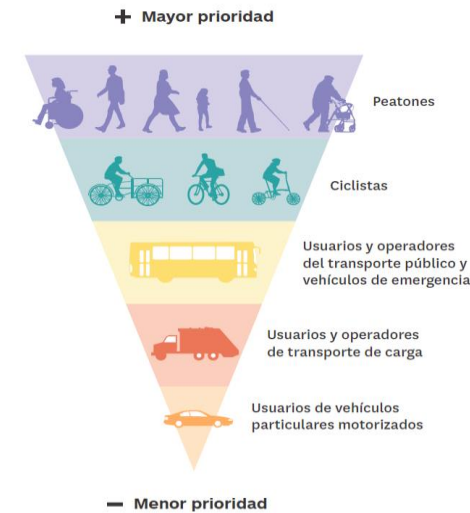 + Mayor prioridad
Peatones
Ciclistas
Usuarios y operadores
del transporte público y
vehículos de emergencia
Usuarios y operadores
de transporte de carga
Usuarios de vehículos
particulares motorizados
− Menor prioridad